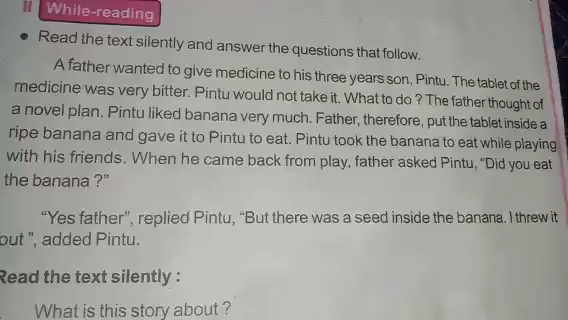 II While-reading
• Read the text silently and answer the questions that follow.
A father wanted to give medicine to his three years son, Pintu. The tablet of the
medicine was very bitter. Pintu would not take it. What to do ? The father thought of
a novel plan. Pintu liked banana very much. Father, therefore, put the tablet inside a
ripe banana and gave it to Pintu to eat. Pintu took the banana to eat while playing
with his friends. When he came back from play, father asked Pintu, “Did you eat
the banana ?”
“Yes father”, replied Pintu, “But there was a seed inside the banana. I threw it
out ”, added Pintu.
Read the text silently :
What is this story about ?